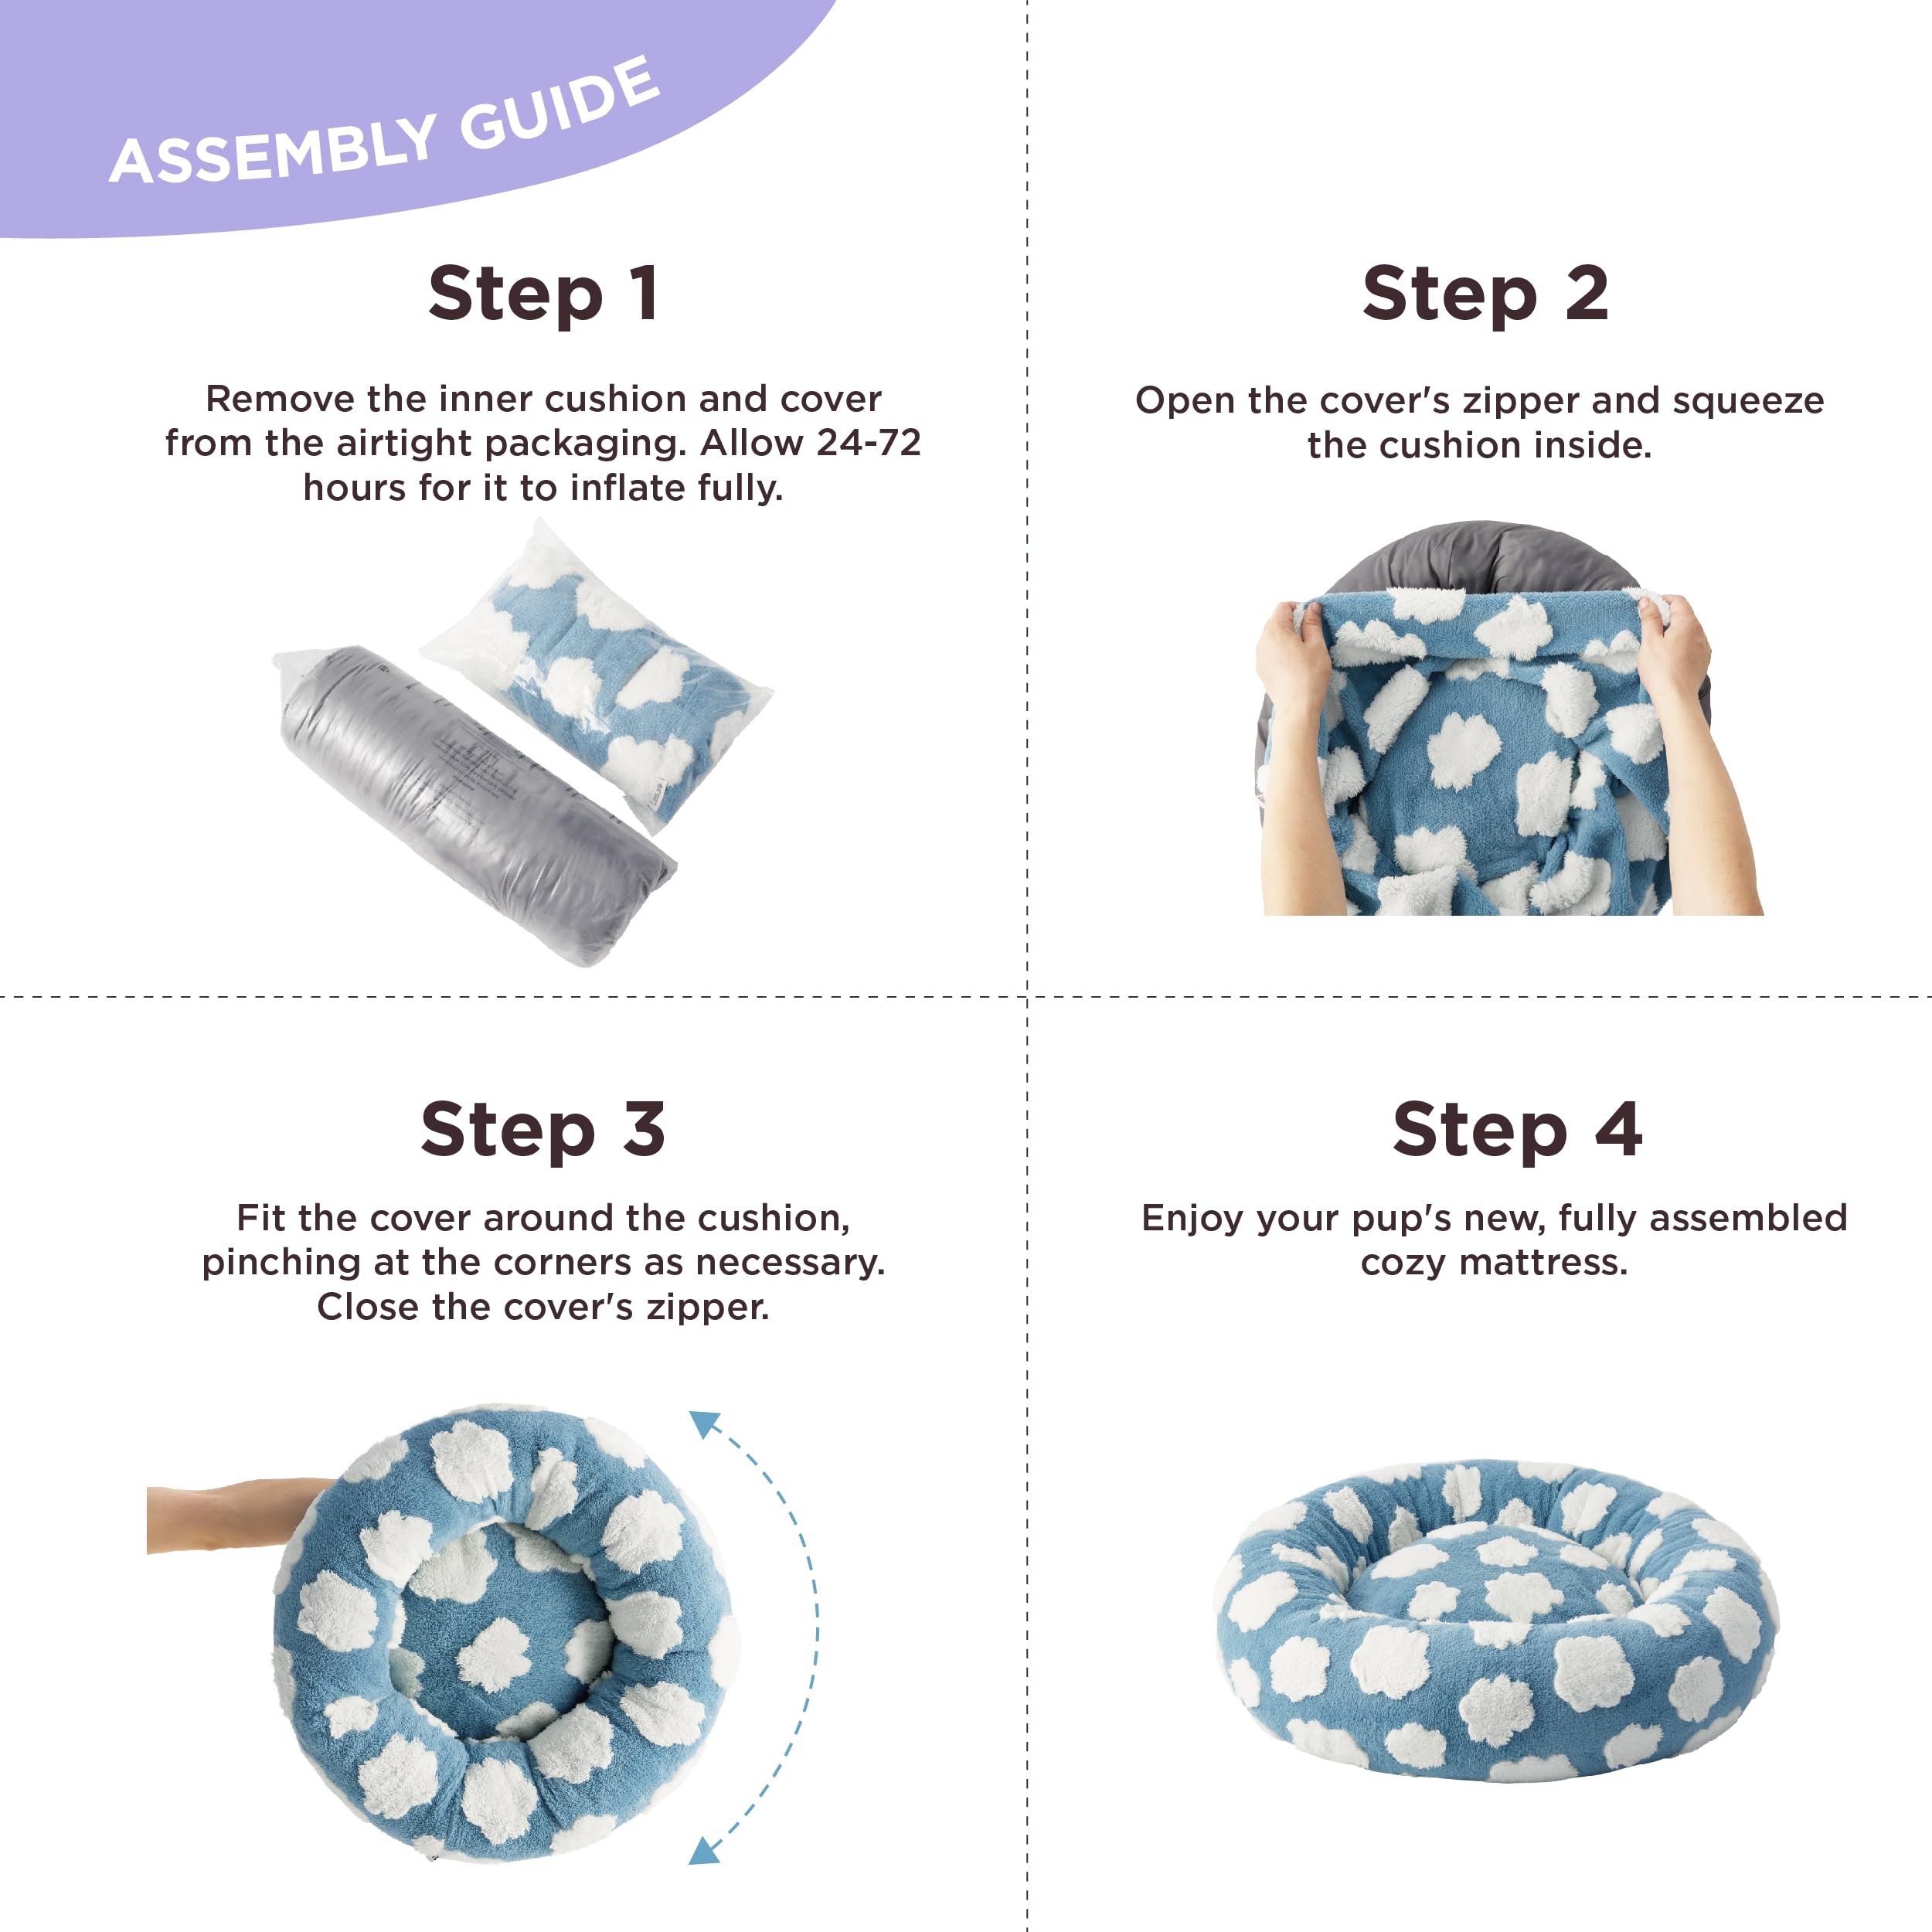 ASSEMBLY GUIDE
Step 1
Remove the inner cushion and cover
from the airtight packaging. Allow 24-72
hours for it to inflate fully.
Step 2
Open the cover's zipper and squeeze
the cushion inside.
Step 3
Fit the cover around the cushion,
pinching at the corners as necessary.
Close the cover's zipper.
Step 4
Enjoy your pup's new, fully assembled
cozy mattress.